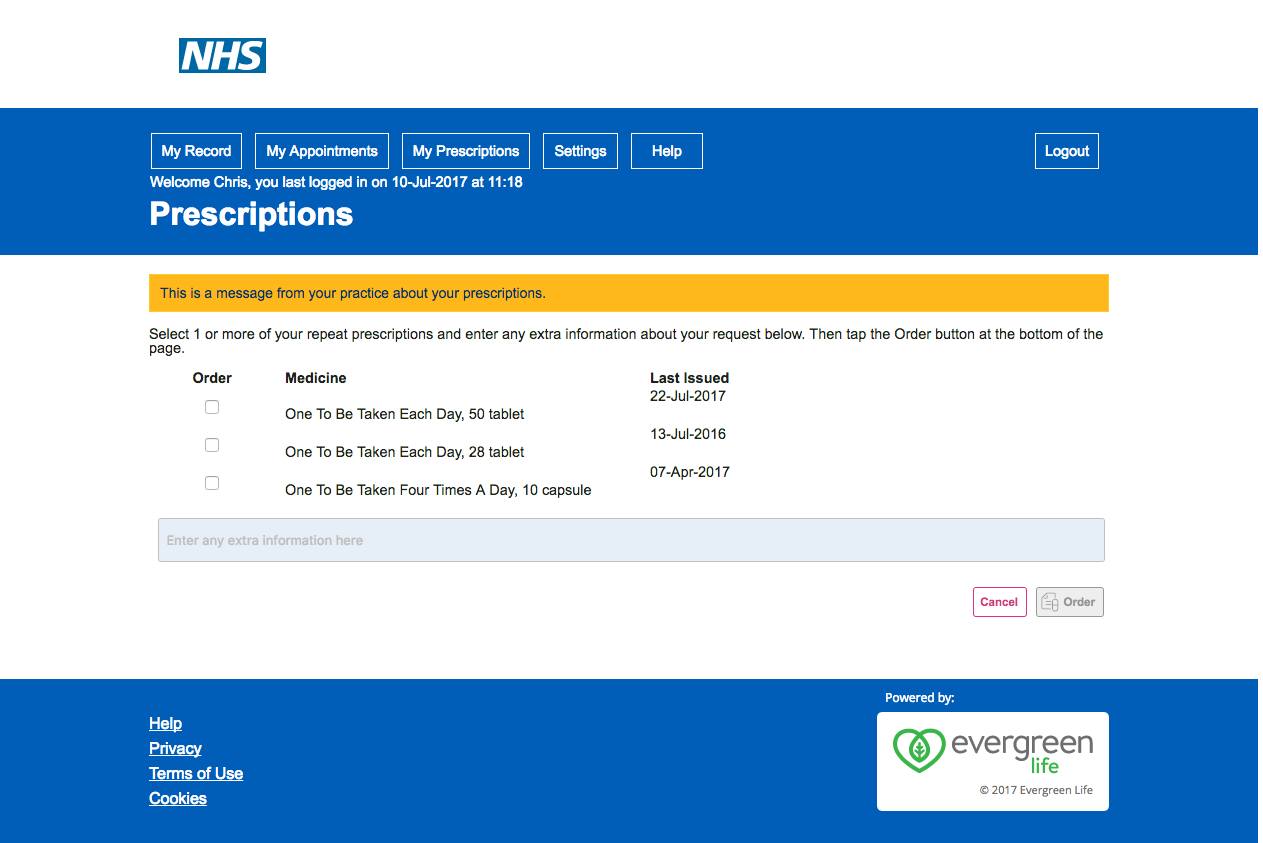 NHS
My Record My Appointments My Prescriptions Settings Help Logout
Welcome Chris, you last logged in on 10-Jul-2017 at 11:18
Prescriptions
This is a message from your practice about your prescriptions.
Select 1 or more of your repeat prescriptions and enter any extra information about your request below. Then tap the Order button at the bottom of the
page.
Order Medicine Last Issued
22-Jul-2017
One To Be Taken Each Day, 50 tablet
13-Jul-2016
One To Be Taken Each Day, 28 tablet
07-Apr-2017
One To Be Taken Four Times A Day, 10 capsule
Enter any extra information here
Cancel Order
Powered by:
Help
Privacy
Terms of Use
Cookies
evergreen
life
© 2017 Evergreen Life